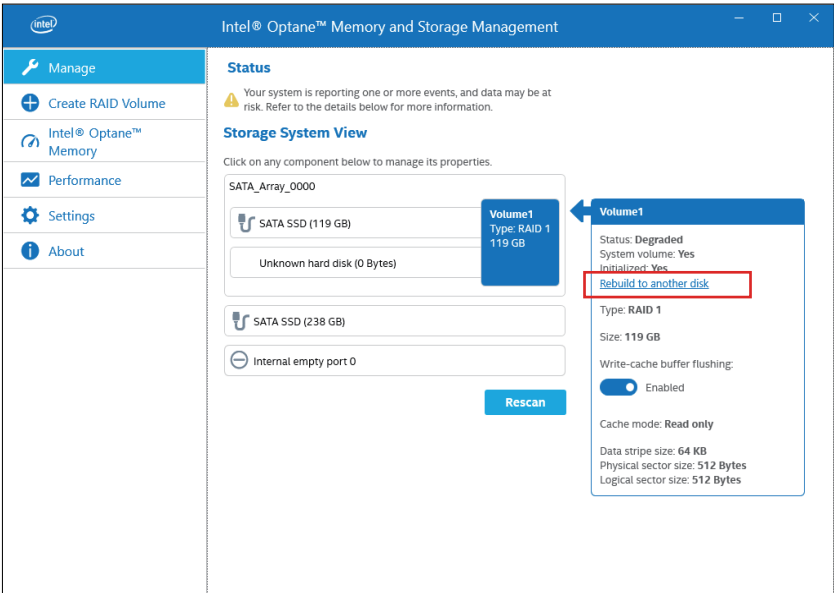 intel
Intel® Optane™ Memory and Storage Management
Manage
Create RAID Volume
Intel® Optane™
Memory
Performance
Settings
About
Status
Your system is reporting one or more events, and data may be at
risk. Refer to the details below for more information.
Storage System View
Click on any component below to manage its properties.
SATA_Array_0000
SATA SSD (119 GB)
Unknown hard disk (0 Bytes)
Volume1
Type: RAID 1
119 GB
SATA SSD (238 GB)
Internal empty port 0
Rescan
Volume1
Status: Degraded
System volume: Yes
Initialized: Yes
Rebuild to another disk
Type: RAID 1
Size: 119 GB
Write-cache buffer flushing:
Enabled
Cache mode: Read only
Data stripe size: 64 KB
Physical sector size: 512 Bytes
Logical sector size: 512 Bytes